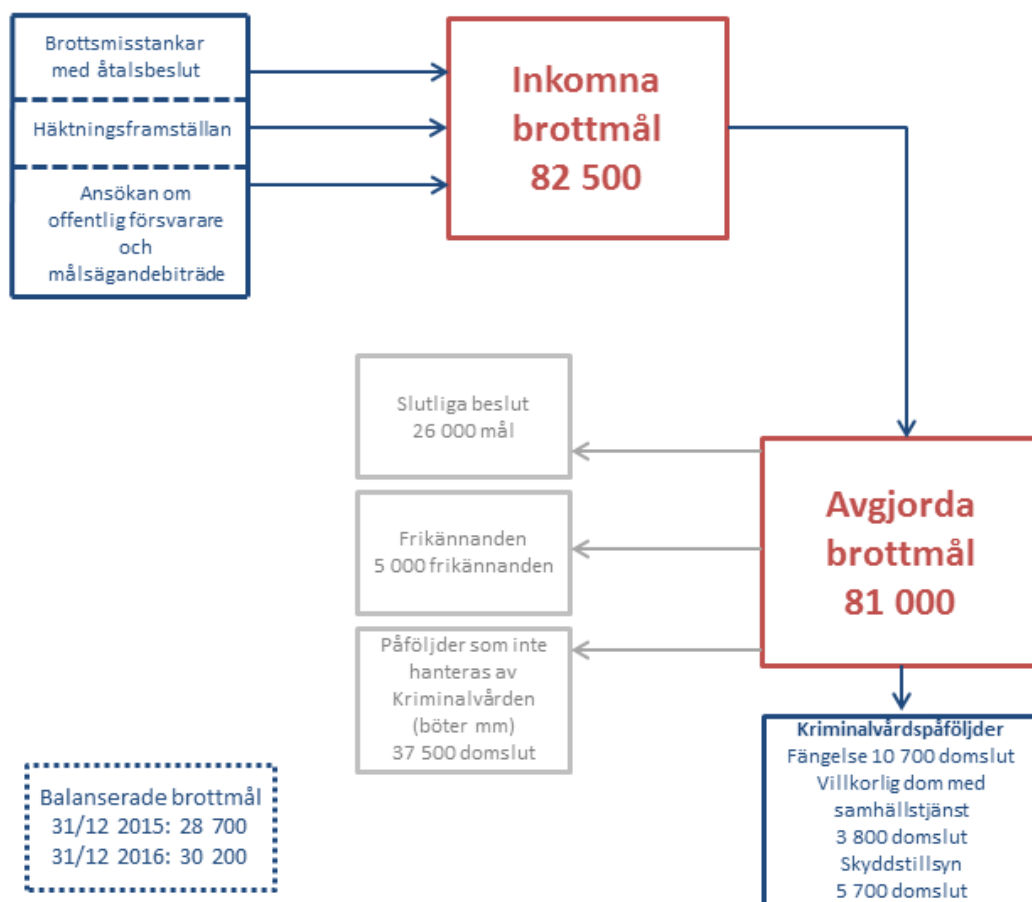 Brottsmisstankar
med åtalsbeslut
Häktningsframställan
Ansökan om
offentlig försvarare
och
målsägandebiträde
Inkomna
brottmål
82 500
Slutliga beslut
26 000 mål
Frikännanden
5 000 frikännanden
Påföljder som inte
hanteras av
Kriminalvården
(böter mm)
37 500 domslut
Avgjorda
brottmål
81 000
Kriminalvårdspåföljder
Fängelse 10 700 domslut
Villkorlig dom med
samhällstjänst
3 800 domslut
Skyddstillsyn
5 700 domslut
Balanserade brottmål
31/12 2015: 28 700
31/12 2016: 30 200